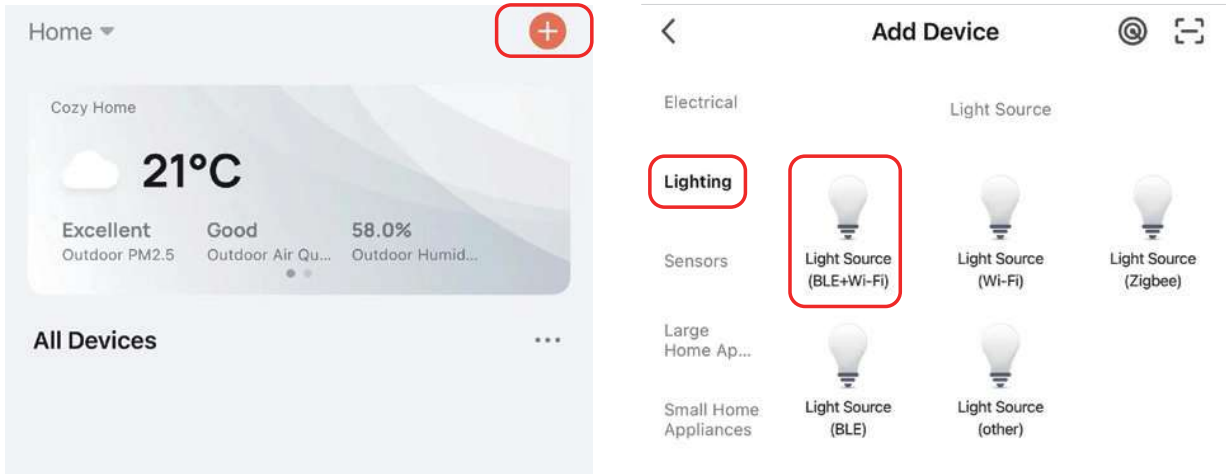 Home
Cozy Home
21°C
Excellent Good 58.0%
Outdoor PM2.5 Outdoor Air Qu... Outdoor Humid...
All Devices
Add Device
Electrical
Light Source
Lighting
Light Source Light Source Light Source
(BLE+Wi-Fi) (Wi-Fi) (Zigbee)
Sensors
Large
Home Ap...
Small Home
Appliances
Light Source Light Source
(BLE) (other)